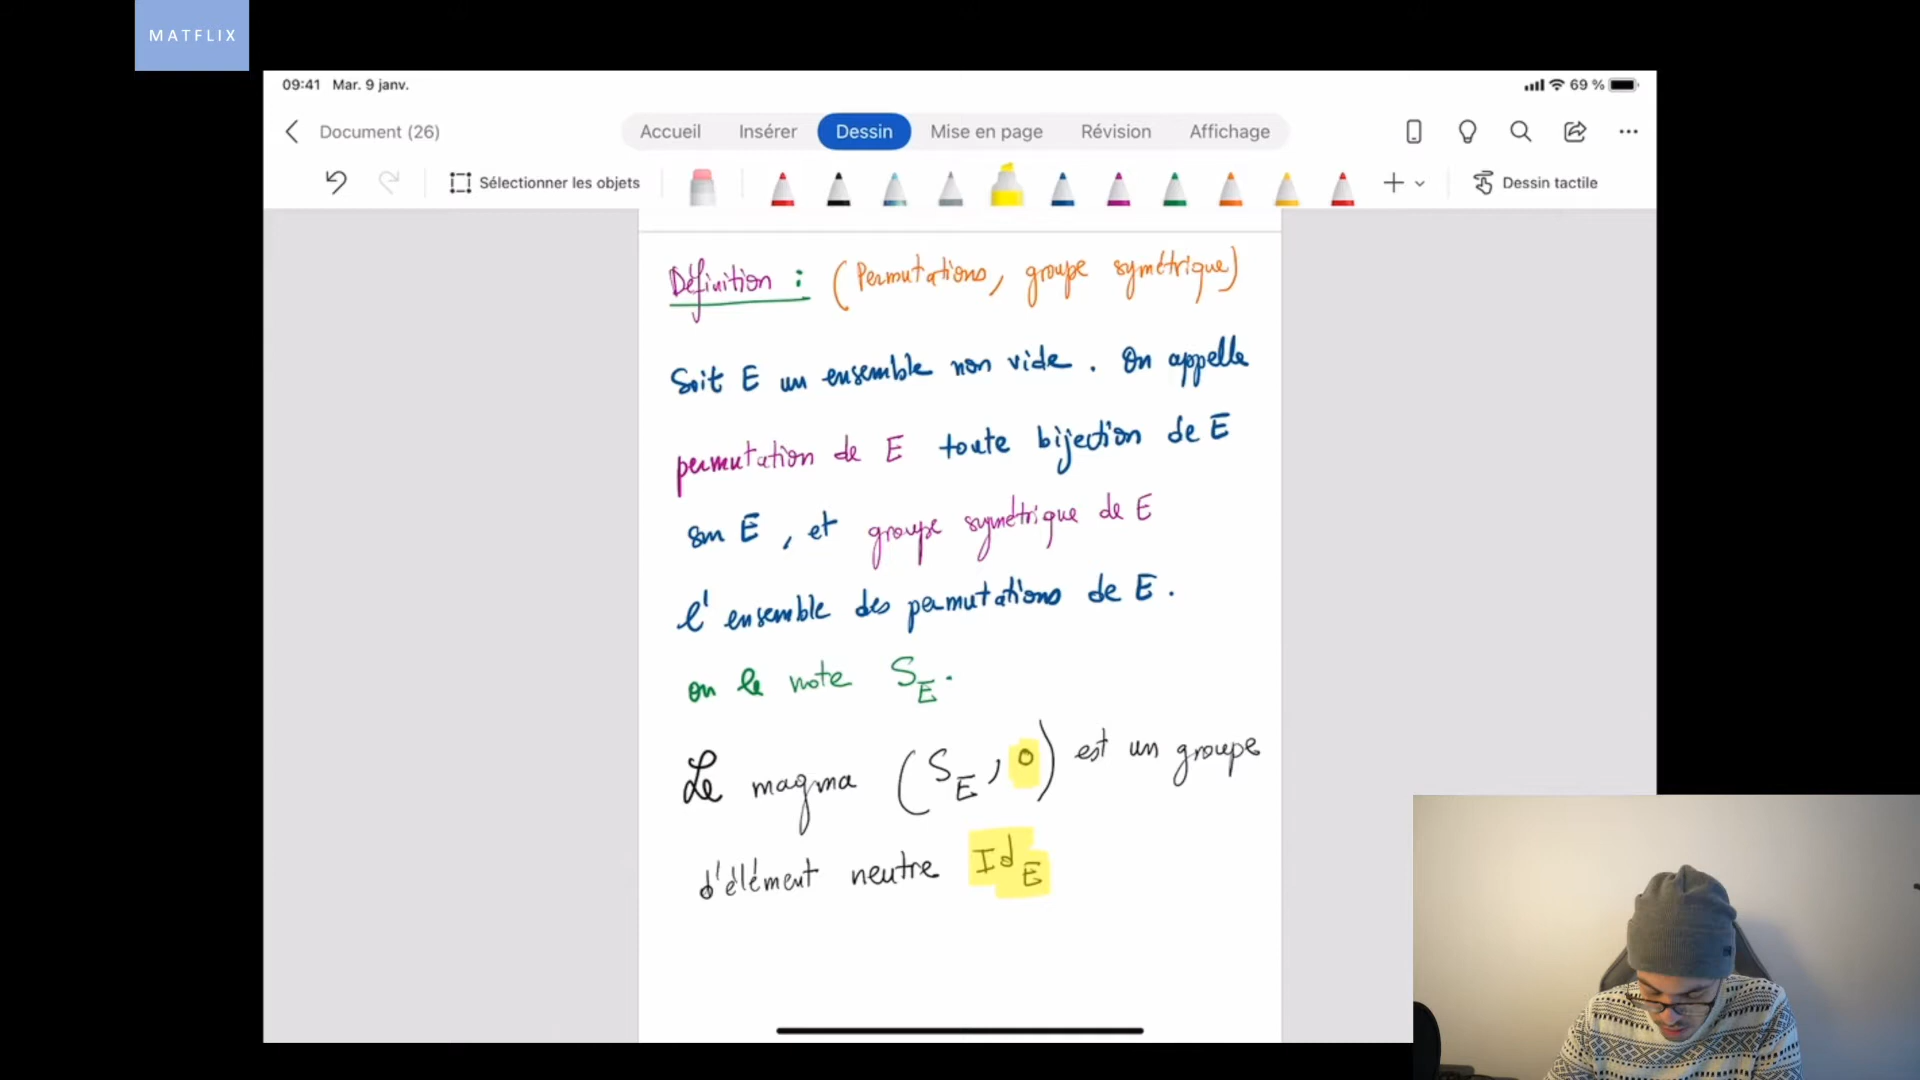 MATFLIX
09:41 Mar. 9 janv.
69 %
Document (26)
Accueil Insérer Dessin Mise en page Révision Affichage
Sélectionner les objets
Dessin tactile
Définition : (Permutations, groupe symétrique)
Soit E un ensemble non vide. On appelle
permutation de E toute bijection de E
sur E, et groupe symétrique de E
l'ensemble des permutations de E.
on le note S_E.
Le magma (S_E, o) est un groupe
d'élément neutre Id_E